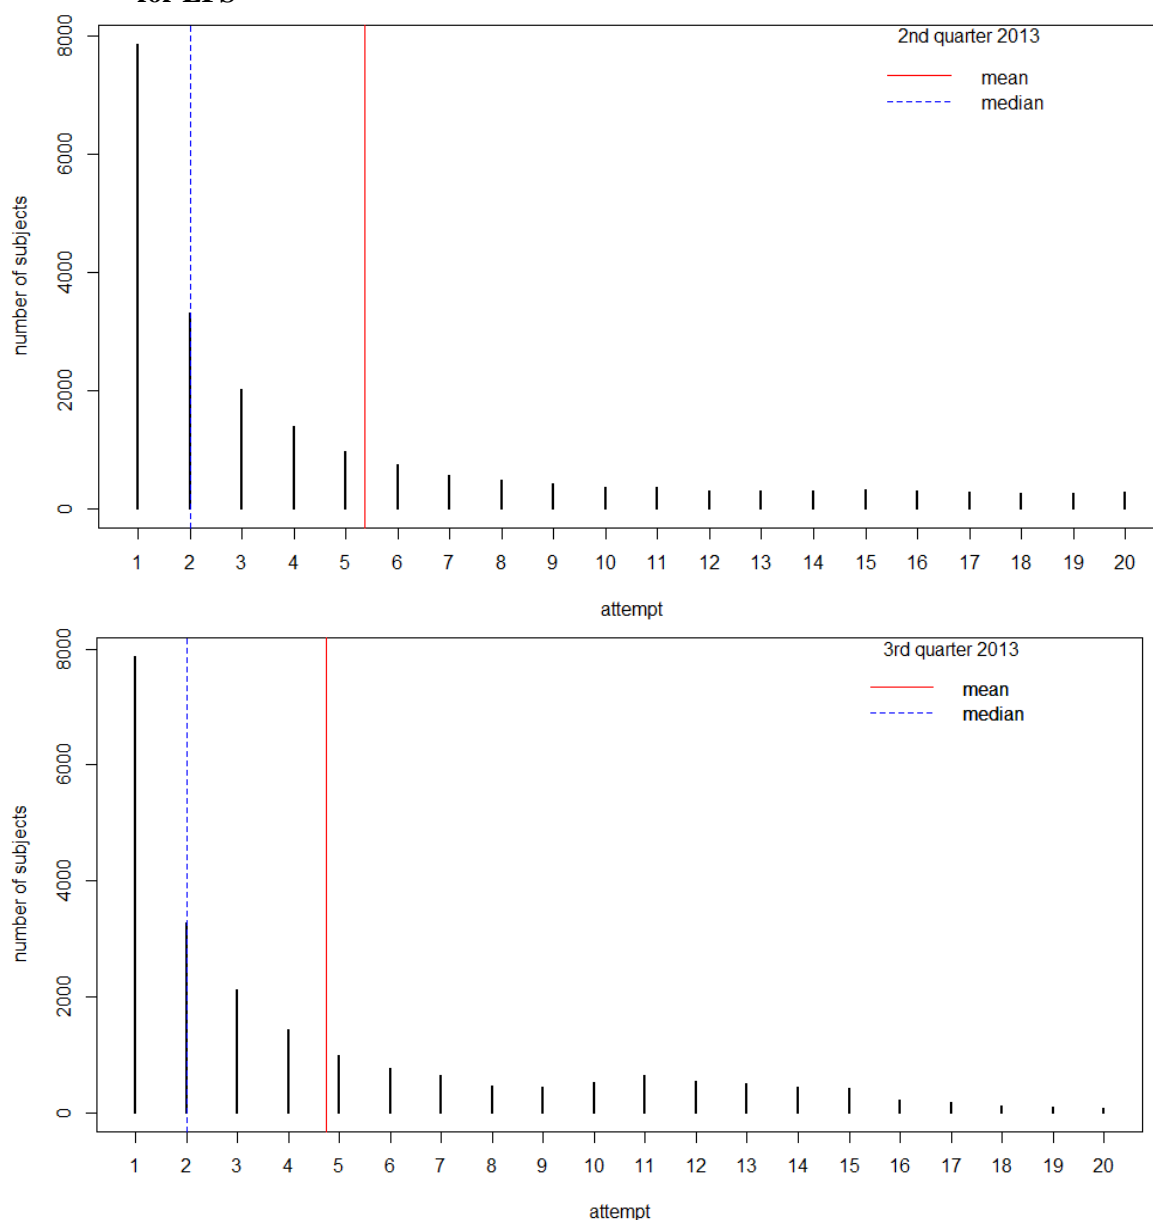 for LFS
8000
6000
4000
2000
0
number of subjects
2nd quarter 2013
mean
median
1 2 3 4 5 6 7 8 9 10 11 12 13 14 15 16 17 18 19 20
attempt
8000
6000
4000
2000
0
number of subjects
3rd quarter 2013
mean
median
1 2 3 4 5 6 7 8 9 10 11 12 13 14 15 16 17 18 19 20
attempt